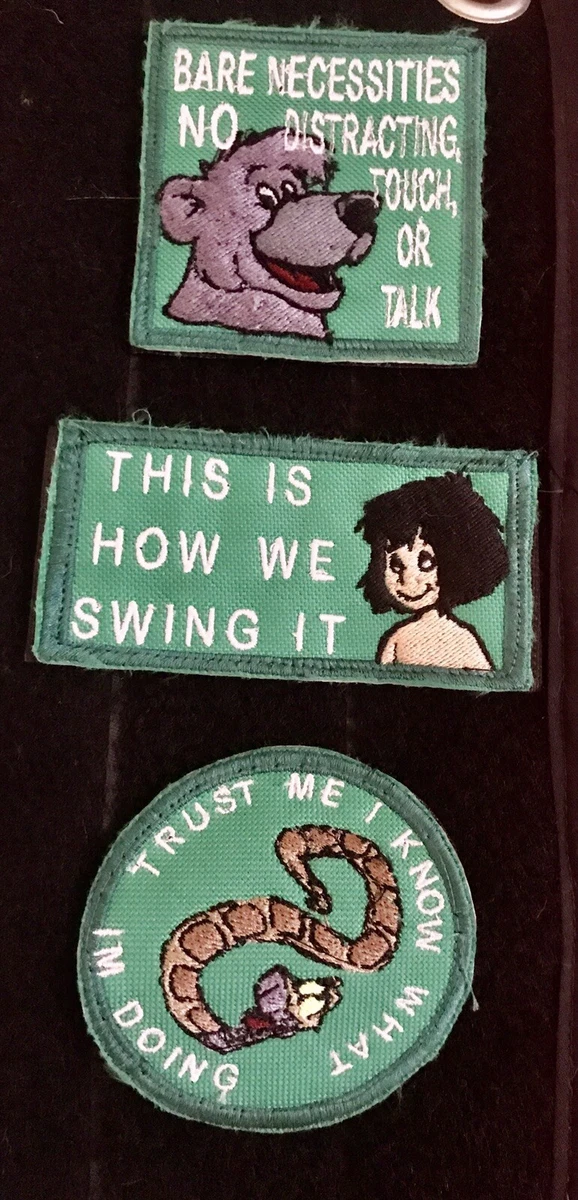 BARE NECESSITIES
NO DISTRACTING,
TOUCH,
OR
TALK
THIS IS
HOW WE
SWING IT
TRUST ME I KNOW WHAT
IM DOING